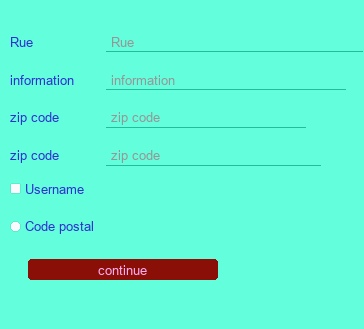 Rue Rue
information information
zip code zip code
zip code zip code
Username
Code postal
continue